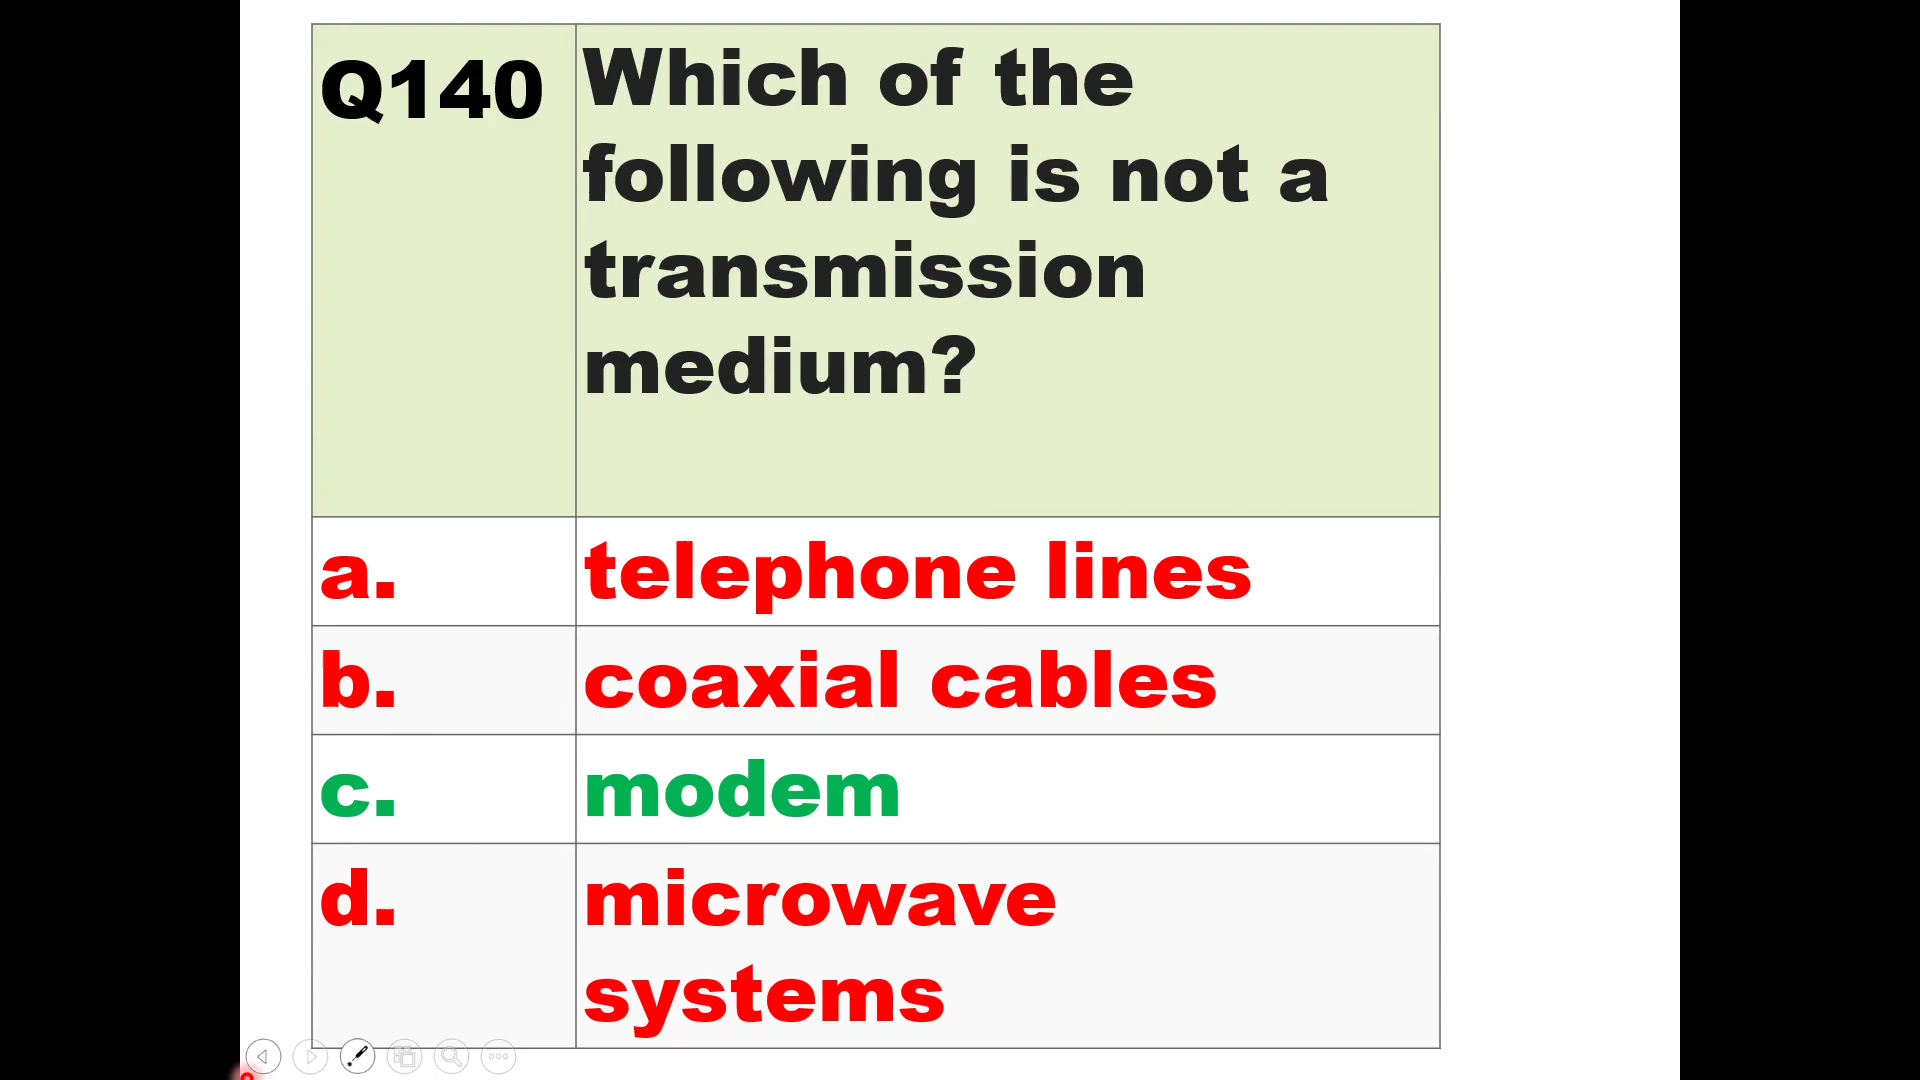 Q140 Which of the
following is not a
transmission
medium?
a. telephone lines
b. coaxial cables
c. modem
d. microwave
systems